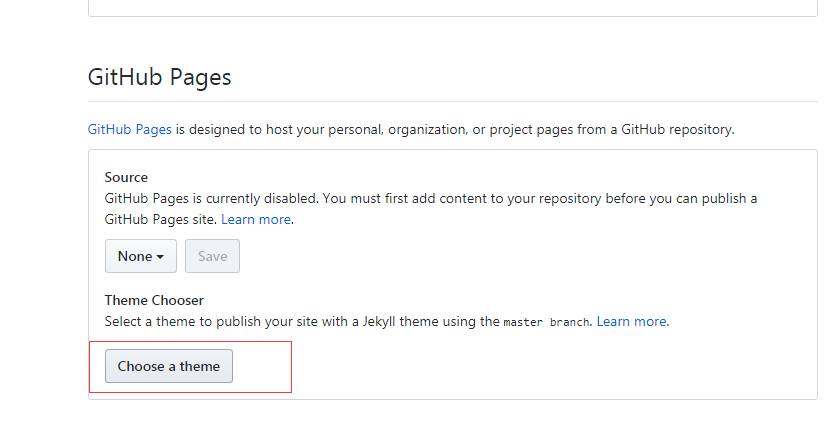 GitHub Pages
GitHub Pages is designed to host your personal, organization, or project pages from a GitHub repository.
Source
GitHub Pages is currently disabled. You must first add content to your repository before you can publish a
GitHub Pages site. Learn more.
None Save
Theme Chooser
Select a theme to publish your site with a Jekyll theme using the master branch. Learn more.
Choose a theme